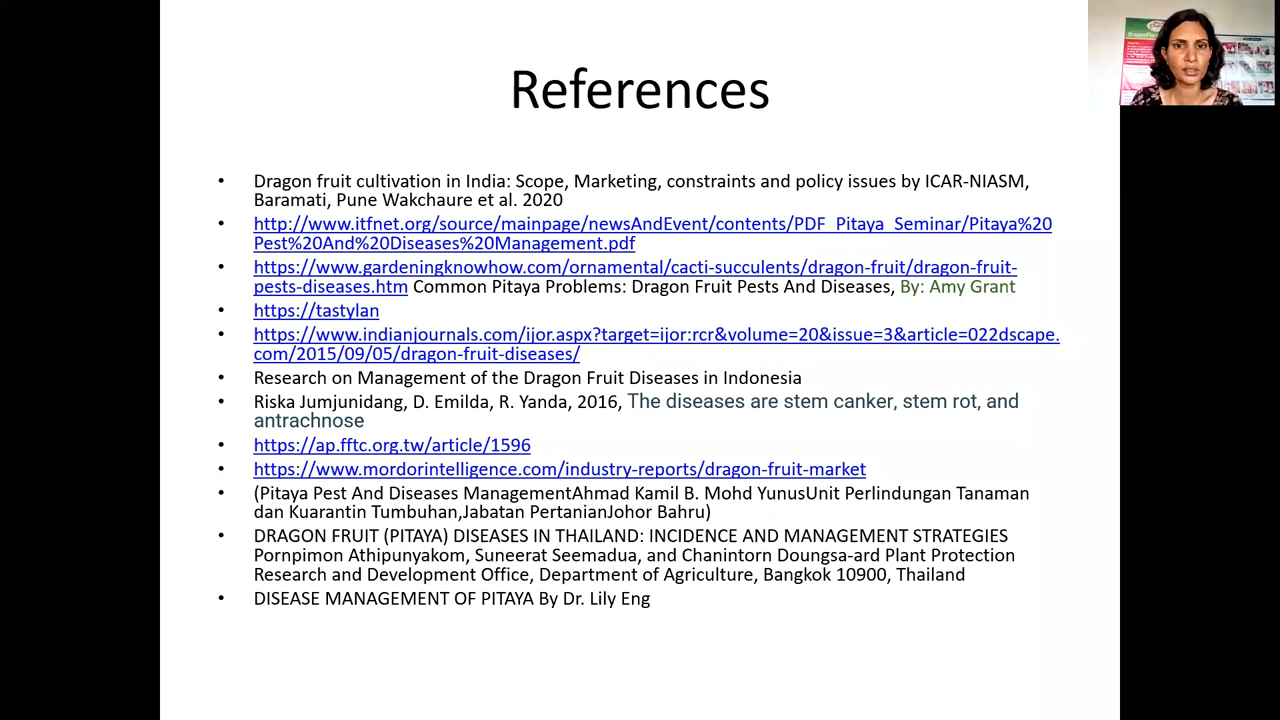 References
• Dragon fruit cultivation in India: Scope, Marketing, constraints and policy issues by ICAR-NIASM,
Baramati, Pune Wakchaure et al. 2020
• http://www.itfnet.org/source/mainpage/newsAndEvent/contents/PDF_Pitaya_Seminar/Pitaya%20
Pest%20And%20Diseases%20Management.pdf
• https://www.gardeningknowhow.com/ornamental/cacti-succulents/dragon-fruit/dragon-fruit-
pests-diseases.htm Common Pitaya Problems: Dragon Fruit Pests And Diseases, By: Amy Grant
• https://tastylan
• https://www.indianjournals.com/ijor.aspx?target=ijor:rcr&volume=20&issue=3&article=022dscape.
com/2015/09/05/dragon-fruit-diseases/
• Research on Management of the Dragon Fruit Diseases in Indonesia
• Riska Jumjunidang, D. Emilda, R. Yanda, 2016, The diseases are stem canker, stem rot, and
antrachnose
• https://ap.fftc.org.tw/article/1596
• https://www.mordorintelligence.com/industry-reports/dragon-fruit-market
• (Pitaya Pest And Diseases ManagementAhmad Kamil B. Mohd YunusUnit Perlindungan Tanaman
dan Kuarantin Tumbuhan,Jabatan PertanianJohor Bahru)
• DRAGON FRUIT (PITAYA) DISEASES IN THAILAND: INCIDENCE AND MANAGEMENT STRATEGIES
Pornpimon Athipunyakom, Suneerat Seemadua, and Chanintorn Doungsa-ard Plant Protection
Research and Development Office, Department of Agriculture, Bangkok 10900, Thailand
• DISEASE MANAGEMENT OF PITAYA By Dr. Lily Eng